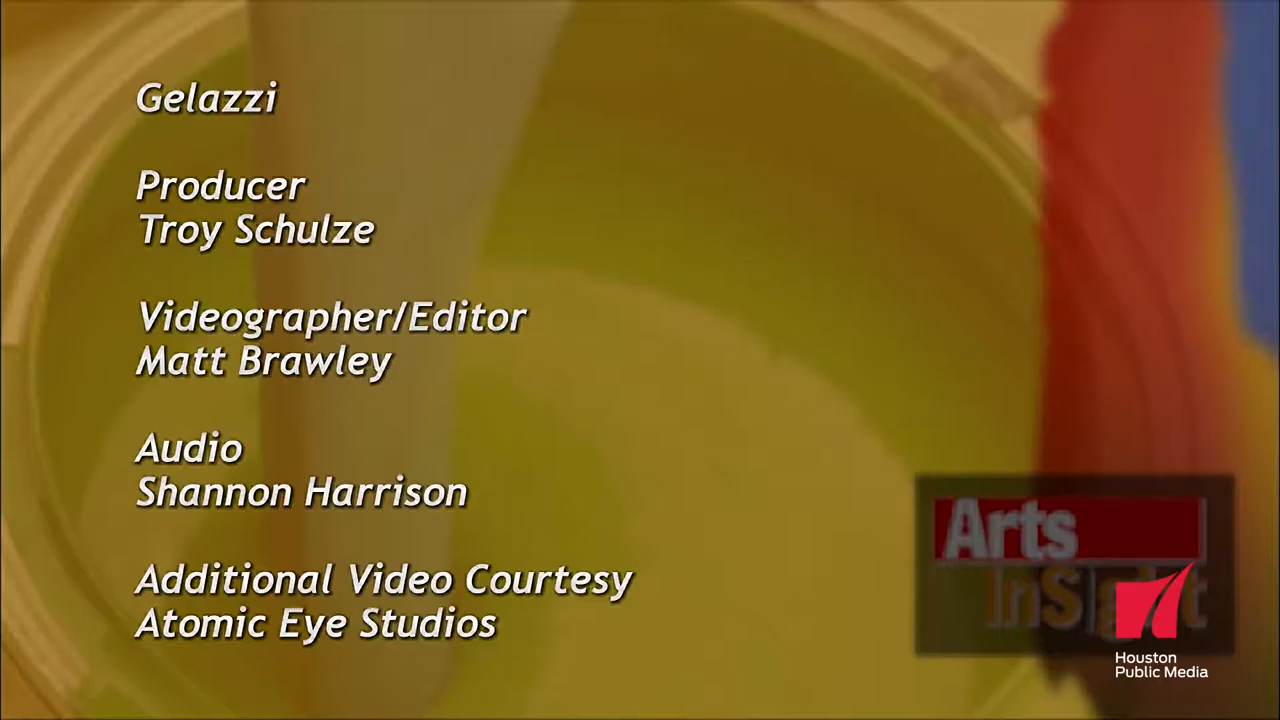 Gelazzi
Producer
Troy Schulze
Videographer/Editor
Matt Brawley
Audio
Shannon Harrison
Additional Video Courtesy
Atomic Eye Studios
Arts
InSight
Houston
Public Media